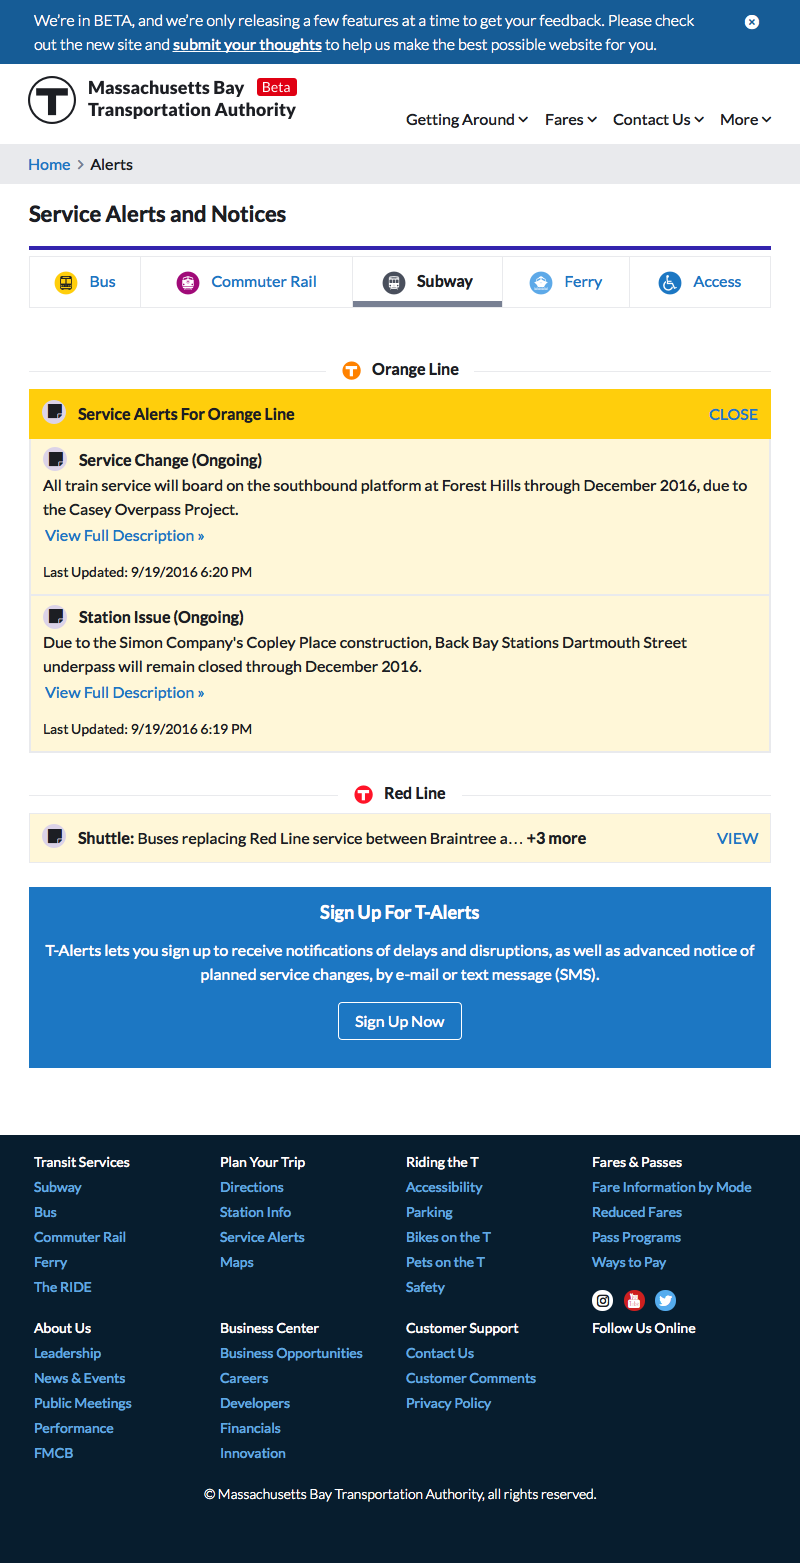 We're in BETA, and we're only releasing a few features at a time to get your feedback. Please check
out the new site and submit your thoughts to help us make the best possible website for you.
T Massachusetts Bay Beta
Transportation Authority
Getting Around Fares Contact Us More
Home > Alerts
Service Alerts and Notices
Bus Commuter Rail Subway Ferry Access
T Orange Line
Service Alerts For Orange Line CLOSE
Service Change (Ongoing)
All train service will board on the southbound platform at Forest Hills through December 2016, due to
the Casey Overpass Project.
View Full Description »
Last Updated: 9/19/2016 6:20 PM
Station Issue (Ongoing)
Due to the Simon Company's Copley Place construction, Back Bay Stations Dartmouth Street
underpass will remain closed through December 2016.
View Full Description »
Last Updated: 9/19/2016 6:19 PM
T Red Line
Shuttle: Buses replacing Red Line service between Braintree a… +3 more VIEW
Sign Up For T-Alerts
T-Alerts lets you sign up to receive notifications of delays and disruptions, as well as advanced notice of
planned service changes, by e-mail or text message (SMS).
Sign Up Now
Transit Services
Subway
Bus
Commuter Rail
Ferry
The RIDE
Plan Your Trip
Directions
Station Info
Service Alerts
Maps
Riding the T
Accessibility
Parking
Bikes on the T
Pets on the T
Safety
Fares & Passes
Fare Information by Mode
Reduced Fares
Pass Programs
Ways to Pay
Follow Us Online
About Us
Leadership
News & Events
Public Meetings
Performance
FMCB
Business Center
Business Opportunities
Careers
Developers
Financials
Innovation
Customer Support
Contact Us
Customer Comments
Privacy Policy
© Massachusetts Bay Transportation Authority, all rights reserved.